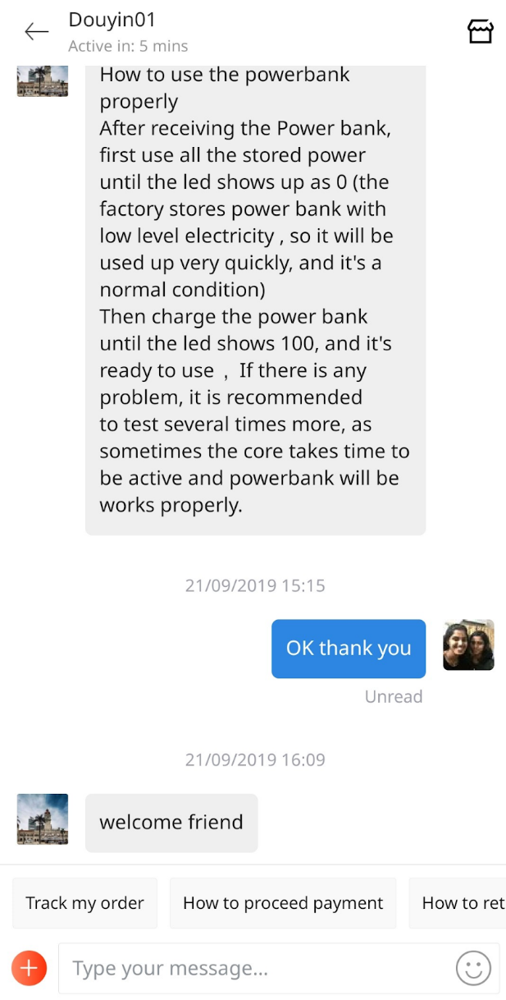 Douyin01
Active in: 5 mins
How to use the powerbank
properly
After receiving the Power bank,
first use all the stored power
until the led shows up as 0 (the
factory stores power bank with
low level electricity , so it will be
used up very quickly, and it's a
normal condition)
Then charge the power bank
until the led shows 100, and it's
ready to use ，If there is any
problem, it is recommended
to test several times more, as
sometimes the core takes time to
be active and powerbank will be
works properly.
21/09/2019 15:15
OK thank you
Unread
21/09/2019 16:09
welcome friend
Track my order
How to proceed payment
How to ret
Type your message...